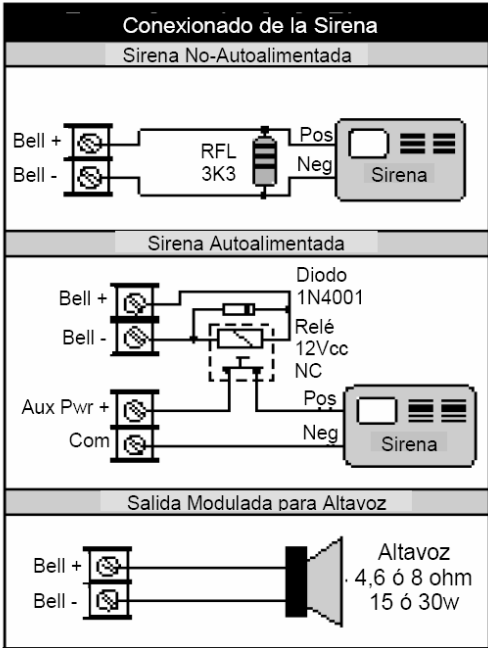 Conexionado de la Sirena
Sirena No-Autoalimentada
Bell +
Bell -
RFL
3K3
Pos
Neg
Sirena
Sirena Autoalimentada
Bell +
Bell -
Diodo
1N4001
Relé
12Vcc
NC
Aux Pwr +
Com
Pos
Neg
Sirena
Salida Modulada para Altavoz
Bell +
Bell -
Altavoz
4,6 ó 8 ohm
15 ó 30w